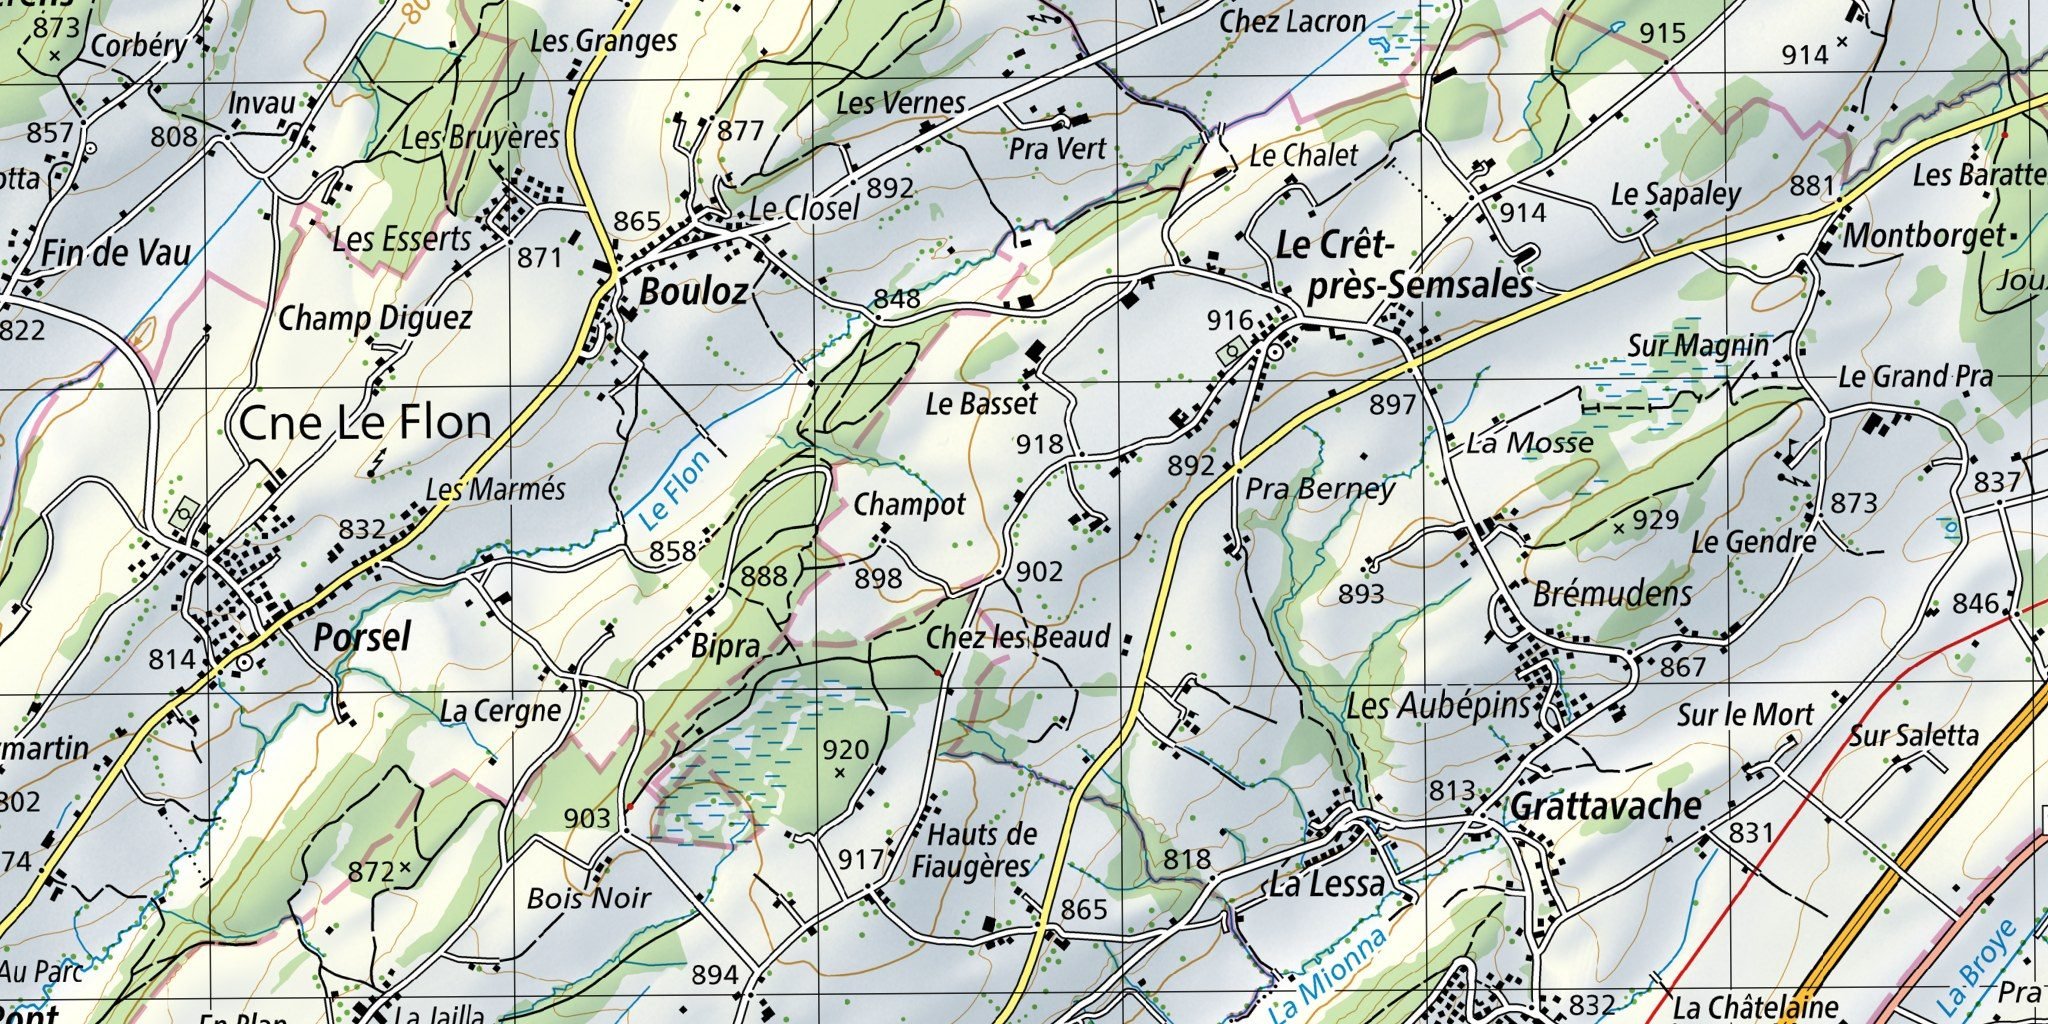 873
Corbéry
Les Granges
Chez Lacron
915
914
Invau
857
808
Les Bruyères
877
Les Vernes
Pra Vert
Le Chalet
892
Le Closel
865
Les Esserts
871
Fin de Vau
914
Le Sapaley
881
Les Baratte
Montborget
Le Crêt-
près-Semsales
Bouloz
848
Champ Diguez
822
916
Sur Magnin
Le Grand Pra
Cne Le Flon
Le Basset
897
918
La Mosse
892
Pra Berney
Les Marmés
Le Flon
Champot
837
873
929
832
858
Le Gendre
888
898
902
893
Brémudens
846
Porsel
Bipra
Chez les Beaud
814
867
La Cergne
Les Aubépins
Sur le Mort
Sur Saletta
martin
920
802
813
Grattavache
831
903
Hauts de
Fiaugères
917
818
872
74
La Lessa
Bois Noir
865
Au Parc
894
La Mionna
La Broye
832
La Châtelaine
Pra
En Plan
La Jailla